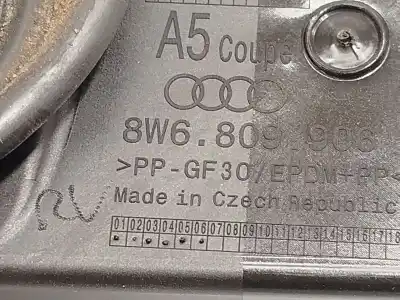 A5 Coupé
8W6.809.906
>PP-GF30/EPDM+PP<
Made in Czech Republic
01 02 03 04 05 06 07 08 09 10 11 12 13 14 15 16 17 18